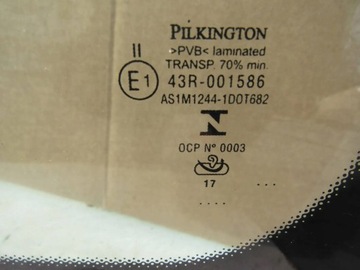 PILKINGTON
II
>PVB< laminated
TRANSP. 70% min.
E1
43R-001586
AS1M1244-1DOT682
N
OCP Nº 0003
17 ...
....